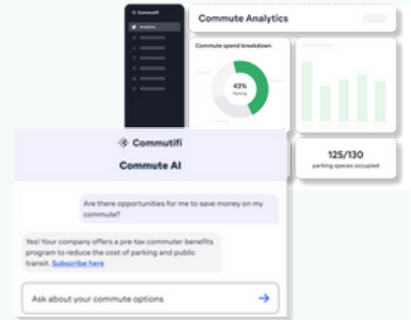 Commutifi
Analytics
Commute Analytics
Commute spend breakdown
43%
Parking
125/130
parking spaces occupied
Commutifi
Commute AI
Are there opportunities for me to save money on my
commute?
Yes! Your company offers a pre-tax commuter benefits
program to reduce the cost of parking and public
transit. Subscribe here
Ask about your commute options